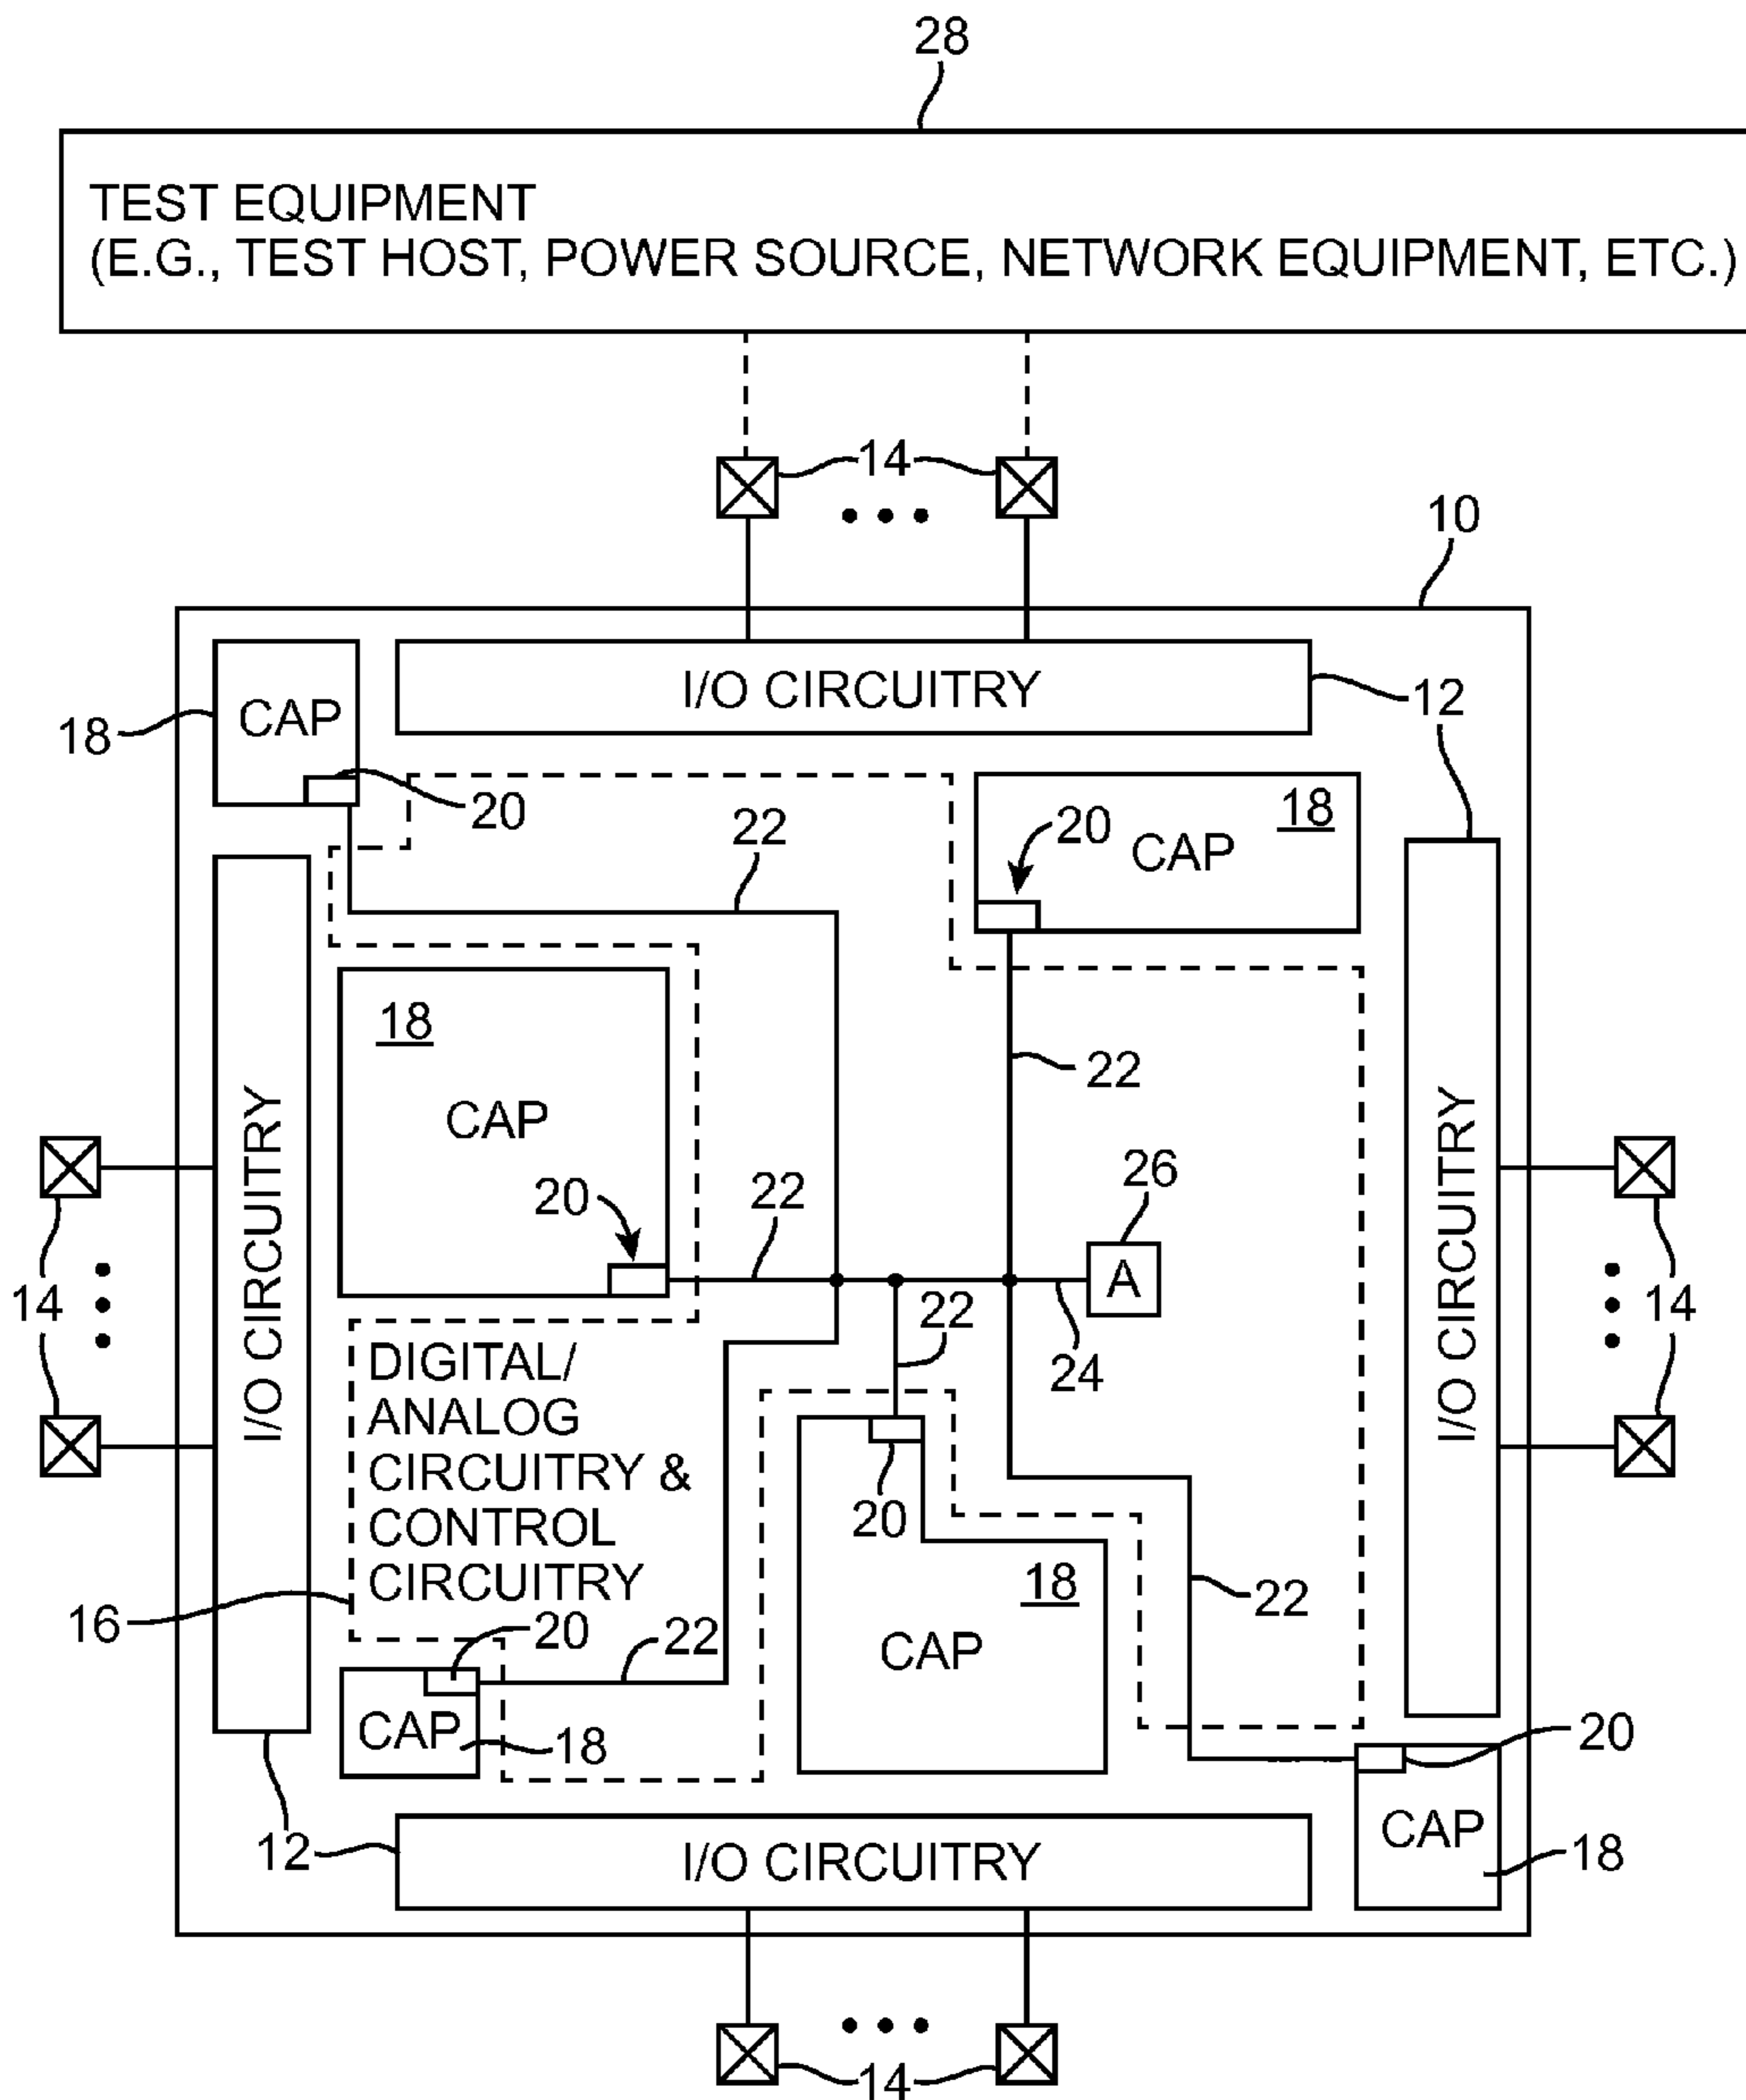 28
TEST EQUIPMENT
(E.G., TEST HOST, POWER SOURCE, NETWORK EQUIPMENT, ETC.)
14
10
I/O CIRCUITRY
12
CAP
18
20
22
20
18
CAP
18
CAP
22
I/O CIRCUITRY
I/O CIRCUITRY
20
22
26
A
14
14
22
24
DIGITAL/
ANALOG
CIRCUITRY &
CONTROL
CIRCUITRY
20
18
22
16
20
22
CAP
CAP
18
20
12
I/O CIRCUITRY
CAP
18
14